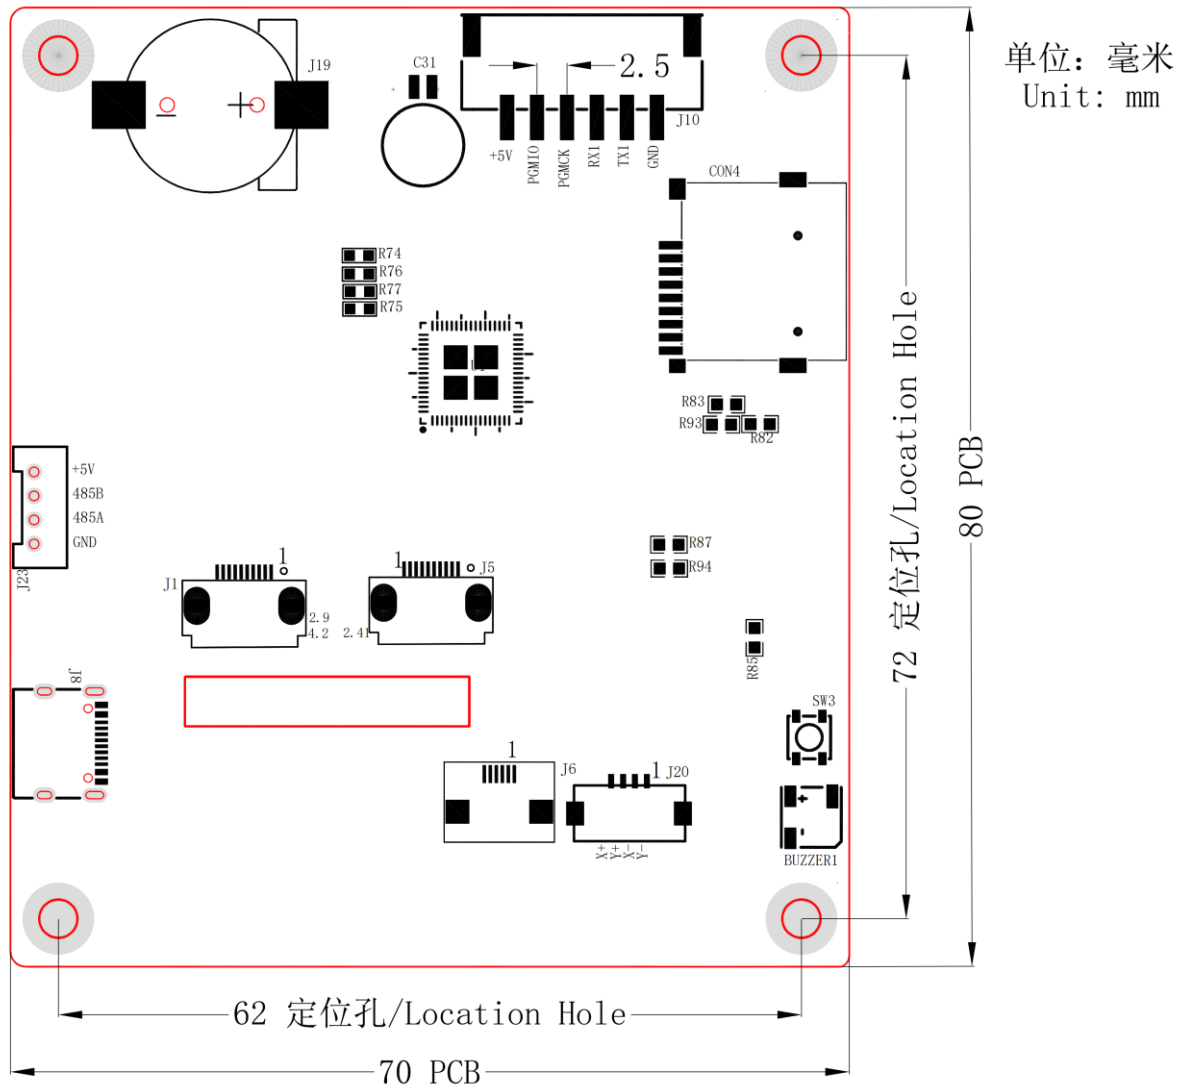 单位：毫米
Unit: mm
J19
C31
2.5
J10
+5V
PGMIO
PGMCK
RX1
TX1
GND
CON4
R74
R76
R77
R75
R83
R93
R82
72 定位孔/Location Hole
80 PCB
+5V
485B
485A
GND
J23
R87
R94
1
J1
2.9
4.2
1
J5
2.41
R85
J8
SW3
1
J6
1
J20
X+
Y+
X-
Y-
BUZZER1
62 定位孔/Location Hole
70 PCB